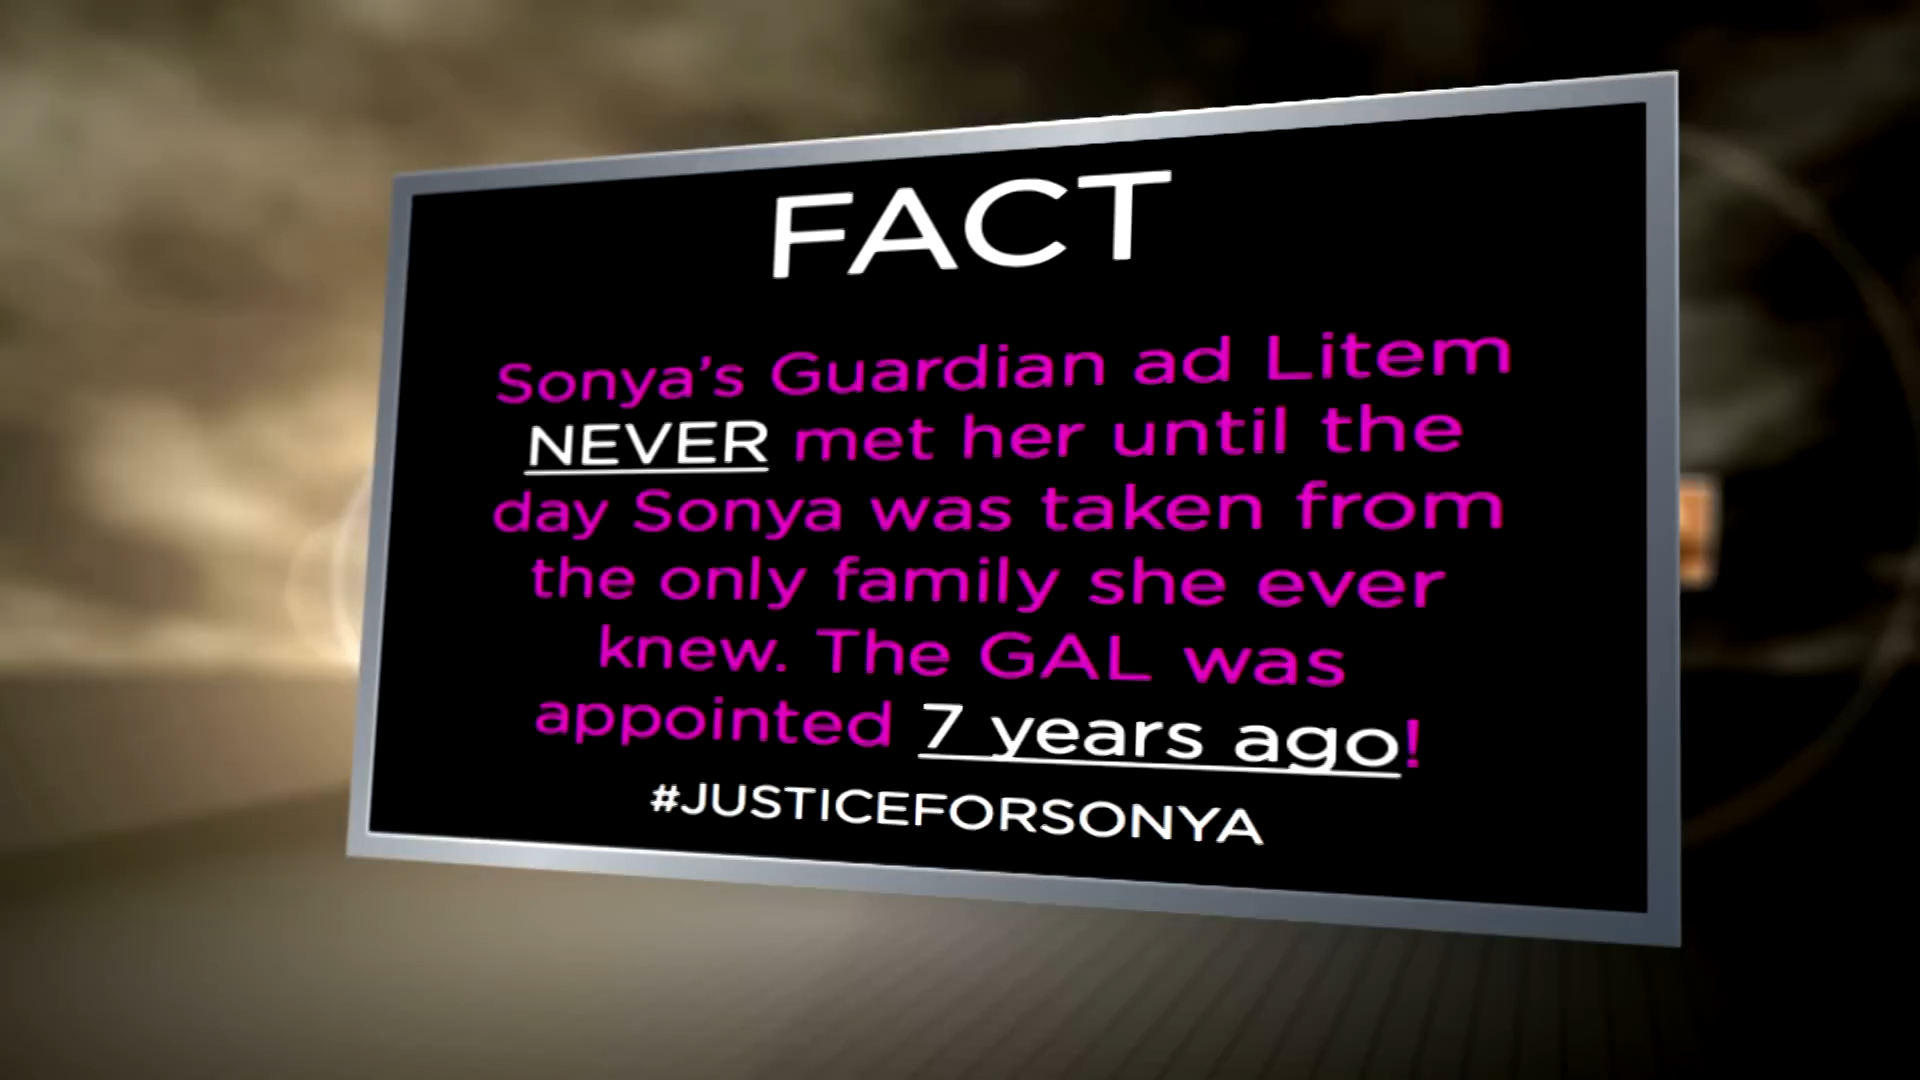 FACT
Sonya's Guardian ad Litem
NEVER met her until the
day Sonya was taken from
the only family she ever
knew. The GAL was
appointed 7 years ago!
#JUSTICEFORSONYA